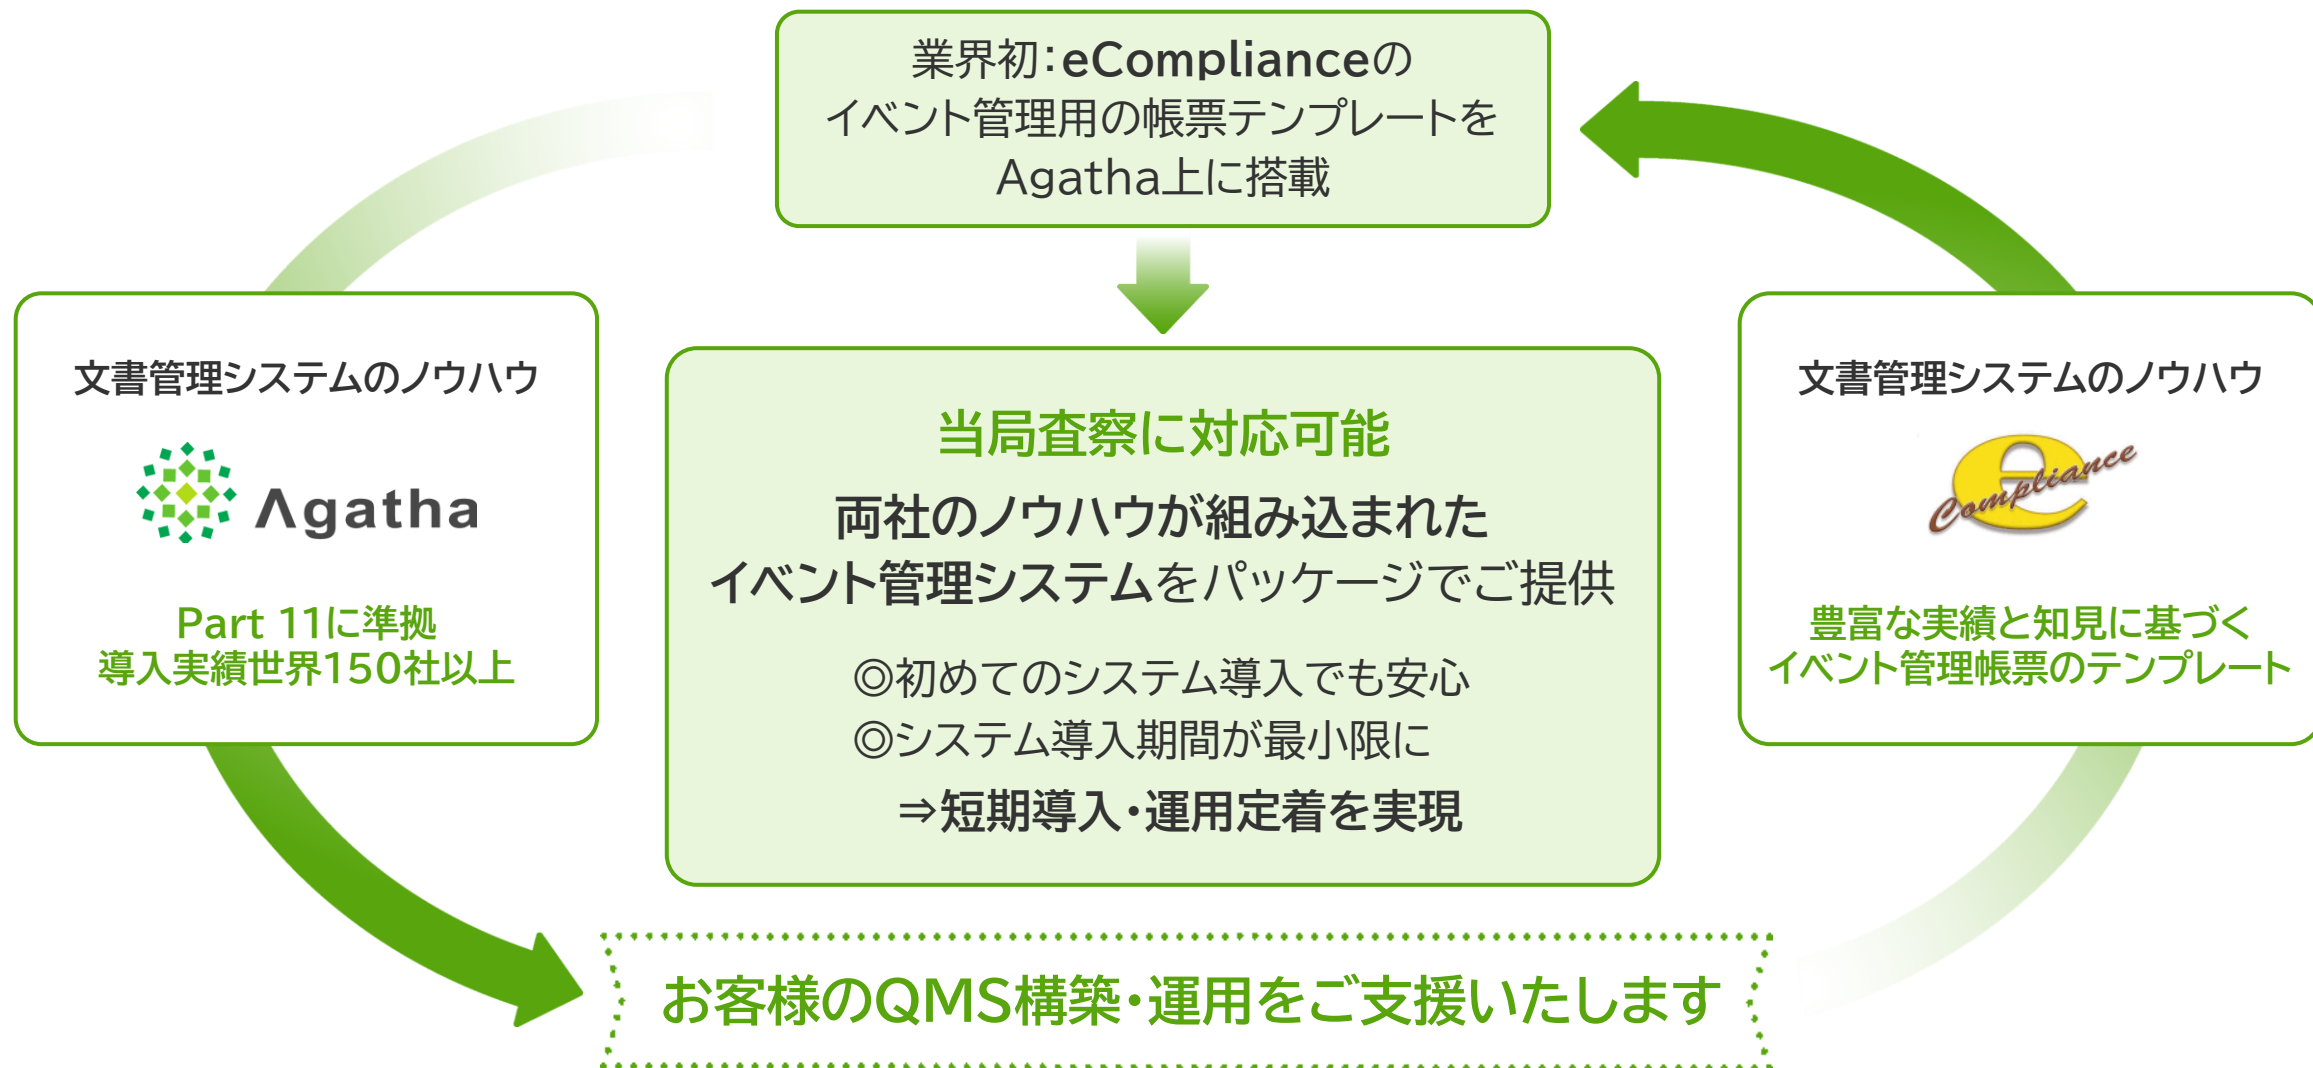 業界初：eComplianceの
イベント管理用の帳票テンプレートを
Agatha上に搭載
文書管理システムのノウハウ
Agatha
Part 11に準拠
導入実績世界150社以上
当局査察に対応可能
両社のノウハウが組み込まれた
イベント管理システムをパッケージでご提供
◎初めてのシステム導入でも安心
◎システム導入期間が最小限に
⇒短期導入・運用定着を実現
文書管理システムのノウハウ
e Compliance
豊富な実績と知見に基づく
イベント管理帳票のテンプレート
お客様のQMS構築・運用をご支援いたします